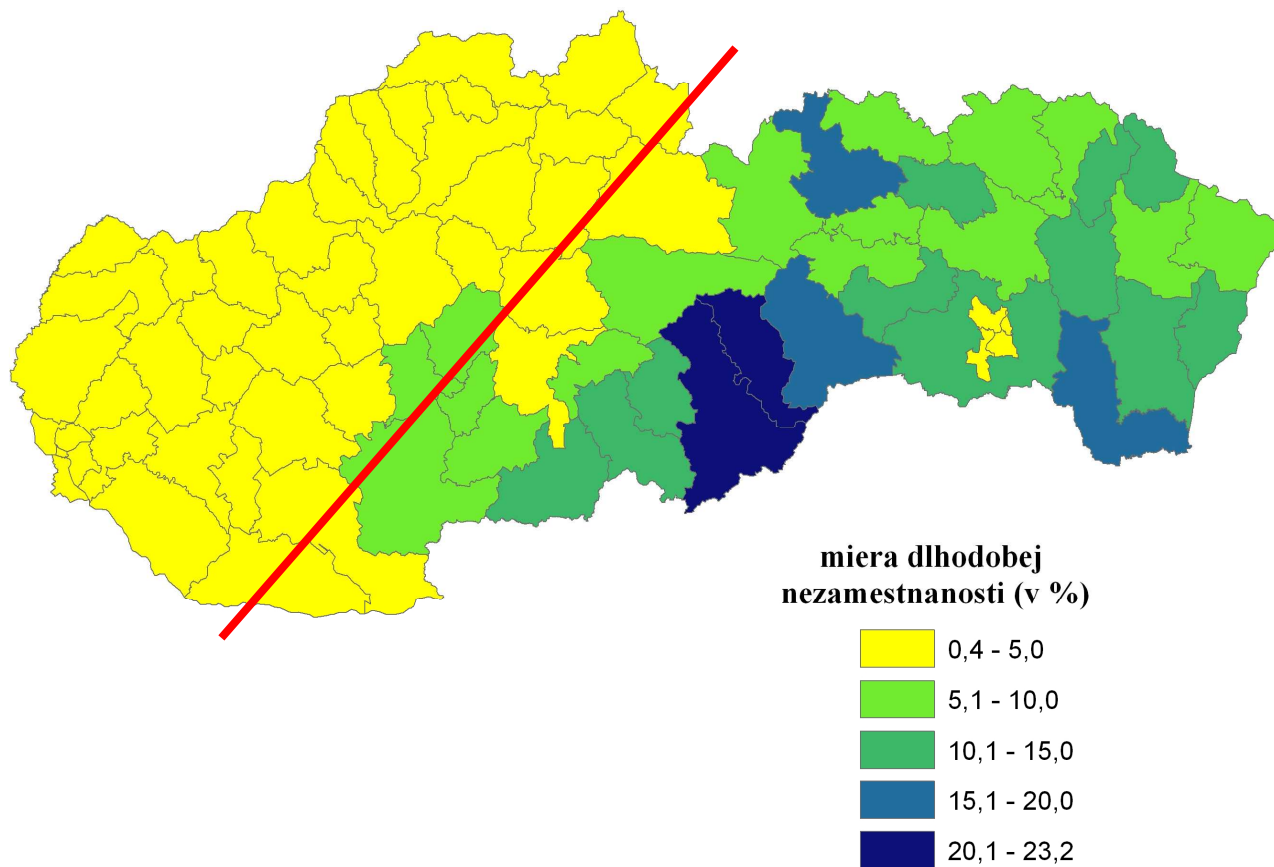 miera dlhodobej
nezamestnanosti (v %)
0,4 - 5,0
5,1 - 10,0
10,1 - 15,0
15,1 - 20,0
20,1 - 23,2